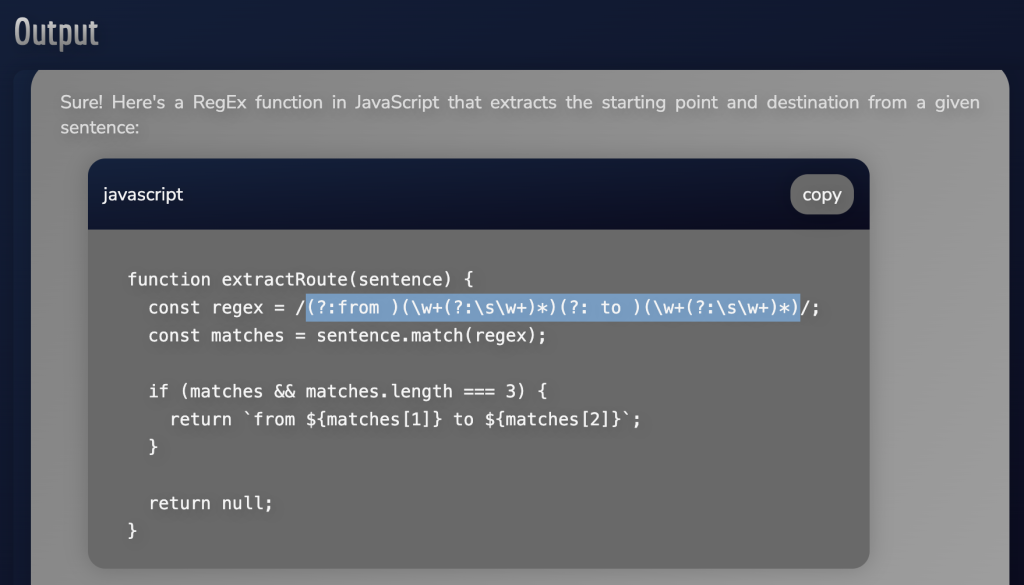 Output
Sure! Here's a RegEx function in JavaScript that extracts the starting point and destination from a given
sentence:
javascript
copy
function extractRoute(sentence) {
  const regex = /(?:from )(\w+(?:\s\w+)*)(?: to )(\w+(?:\s\w+)*)/;
  const matches = sentence.match(regex);

  if (matches && matches.length === 3) {
    return `from ${matches[1]} to ${matches[2]}`;
  }

  return null;
}